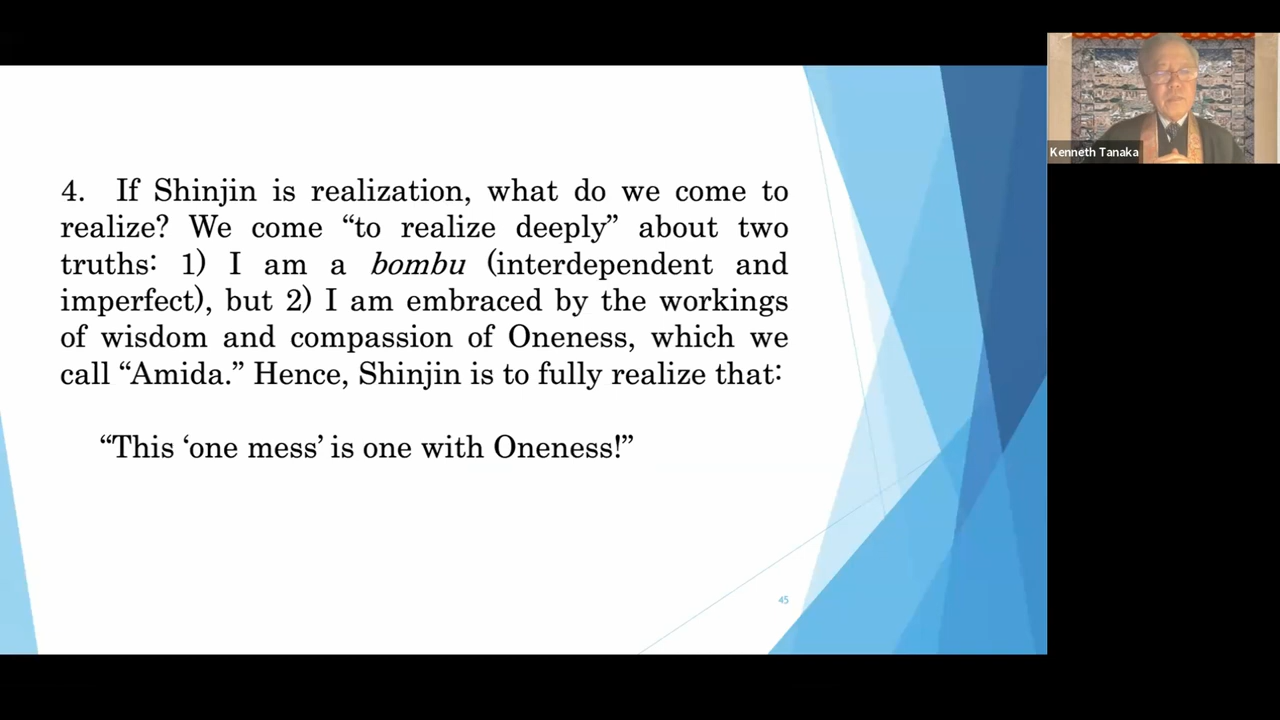 4. If Shinjin is realization, what do we come to
realize? We come “to realize deeply” about two
truths: 1) I am a bombu (interdependent and
imperfect), but 2) I am embraced by the workings
of wisdom and compassion of Oneness, which we
call “Amida.” Hence, Shinjin is to fully realize that:
“This ‘one mess’ is one with Oneness!”
45
Kenneth Tanaka